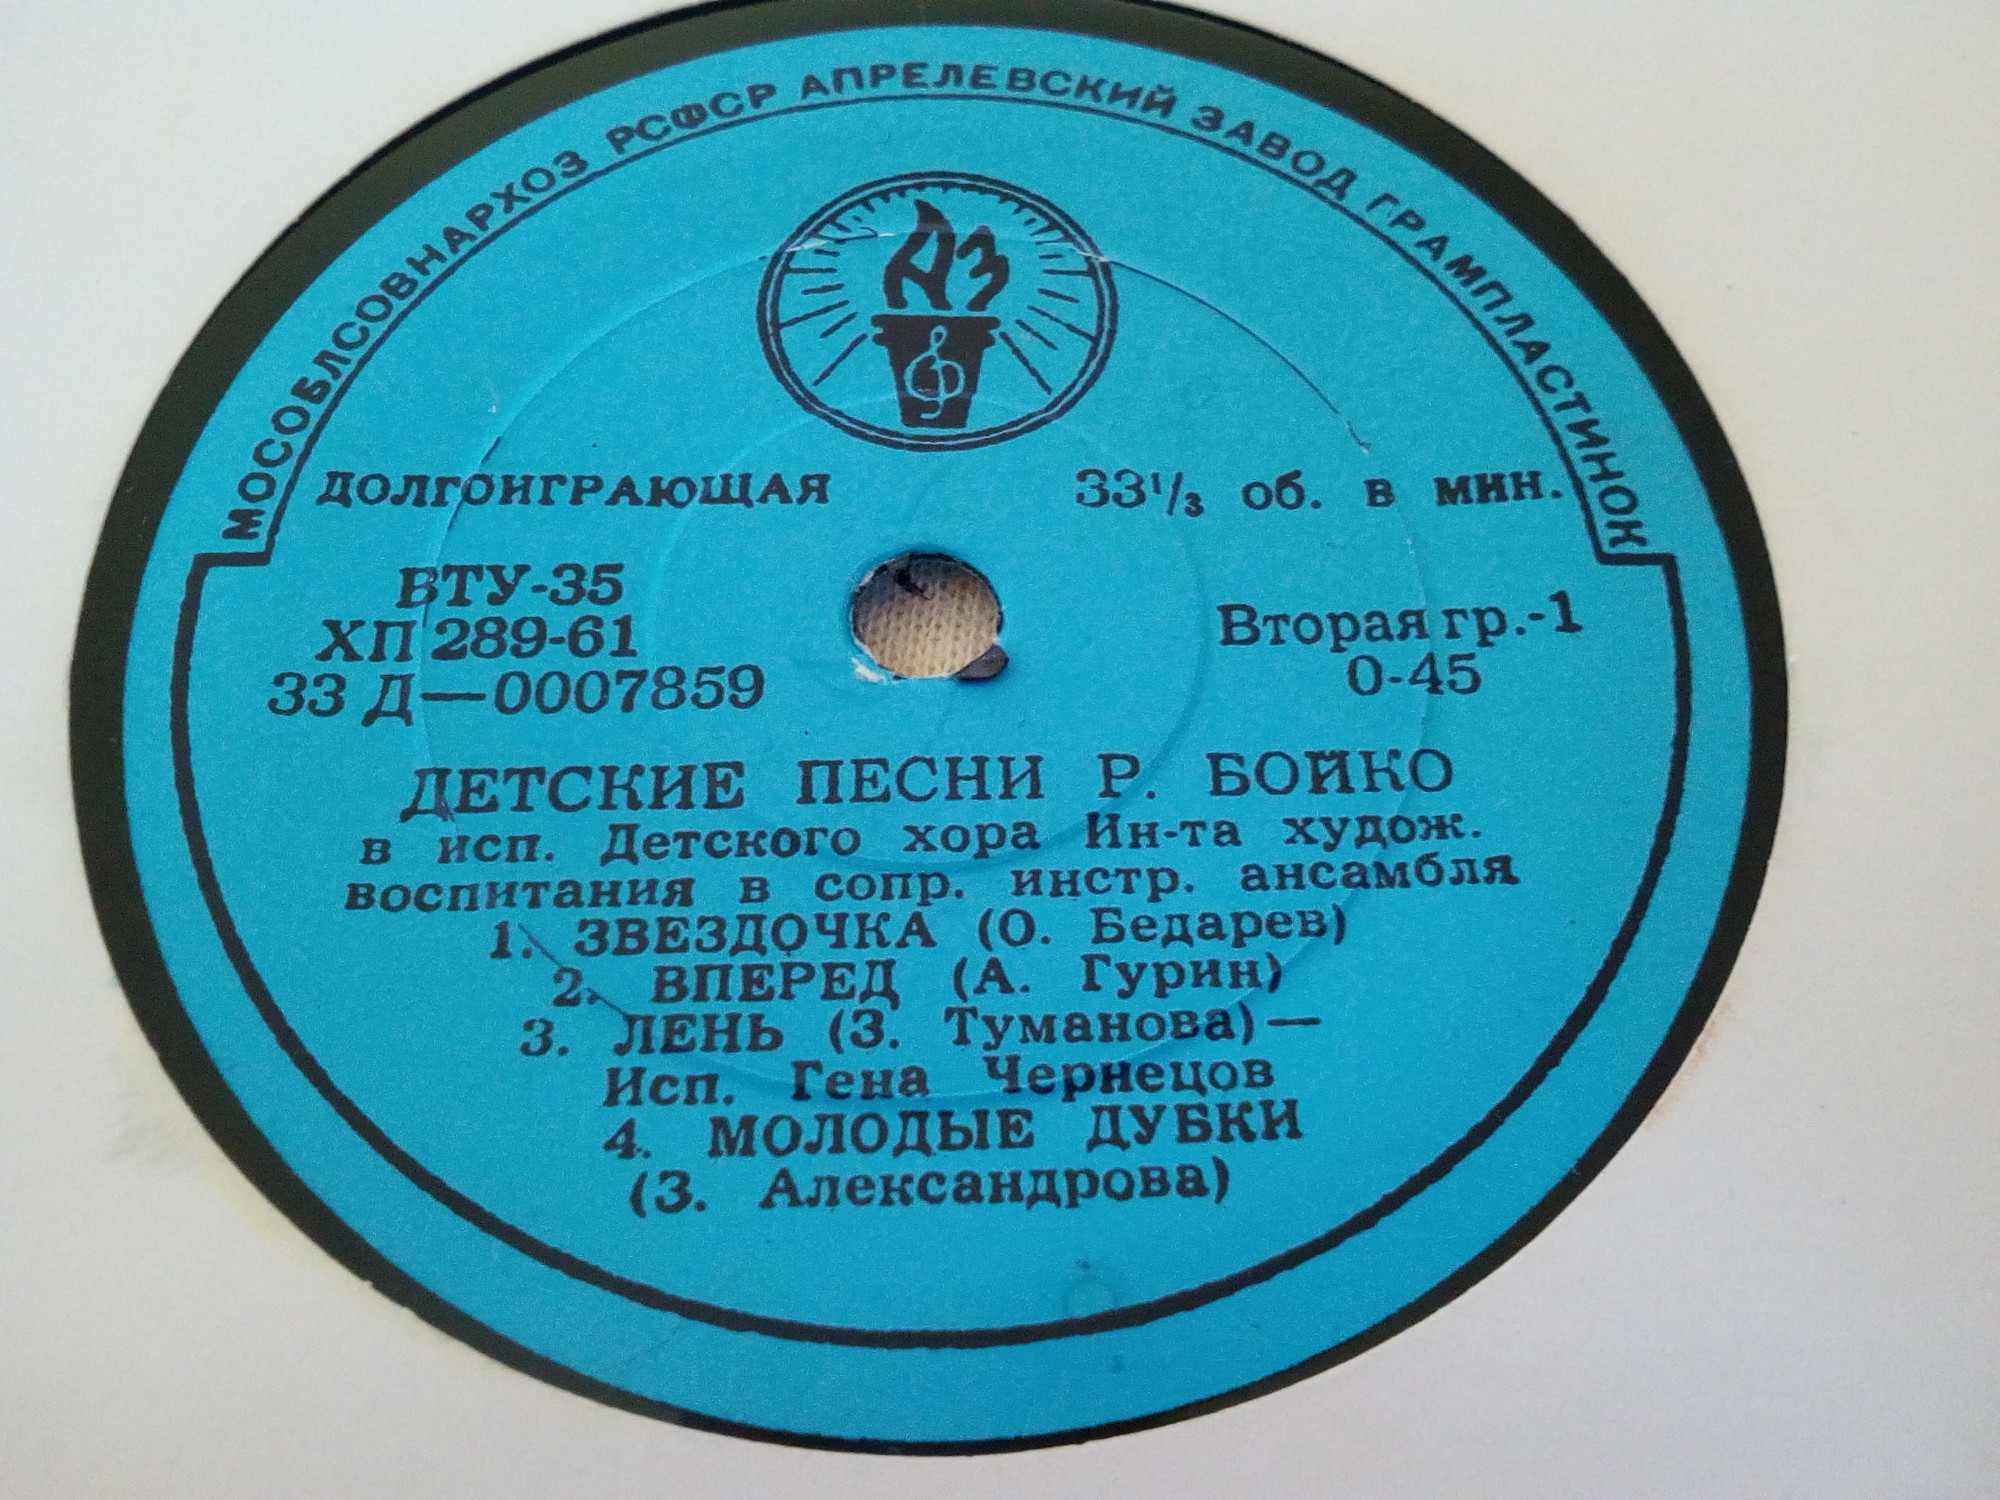 МОСОБЛСОВНАРХОЗ РСФСР АПРЕЛЕВСКИЙ ЗАВОД ГРАМПЛАСТИНОК
АЗ
ДОЛГОИГРАЮЩАЯ 33⅓ об. в мин.
ВТУ-35
ХП 289-61
33 Д—0007859
Вторая гр.-1
0-45
ДЕТСКИЕ ПЕСНИ Р. БОЙКО
в исп. Детского хора Ин-та худож.
воспитания в сопр. инстр. ансамбля
1. ЗВЕЗДОЧКА (О. Бедарев)
2. ВПЕРЕД (А. Гурин)
3. ЛЕНЬ (З. Туманова)—
Исп. Гена Чернецов
4. МОЛОДЫЕ ДУБКИ
(З. Александрова)